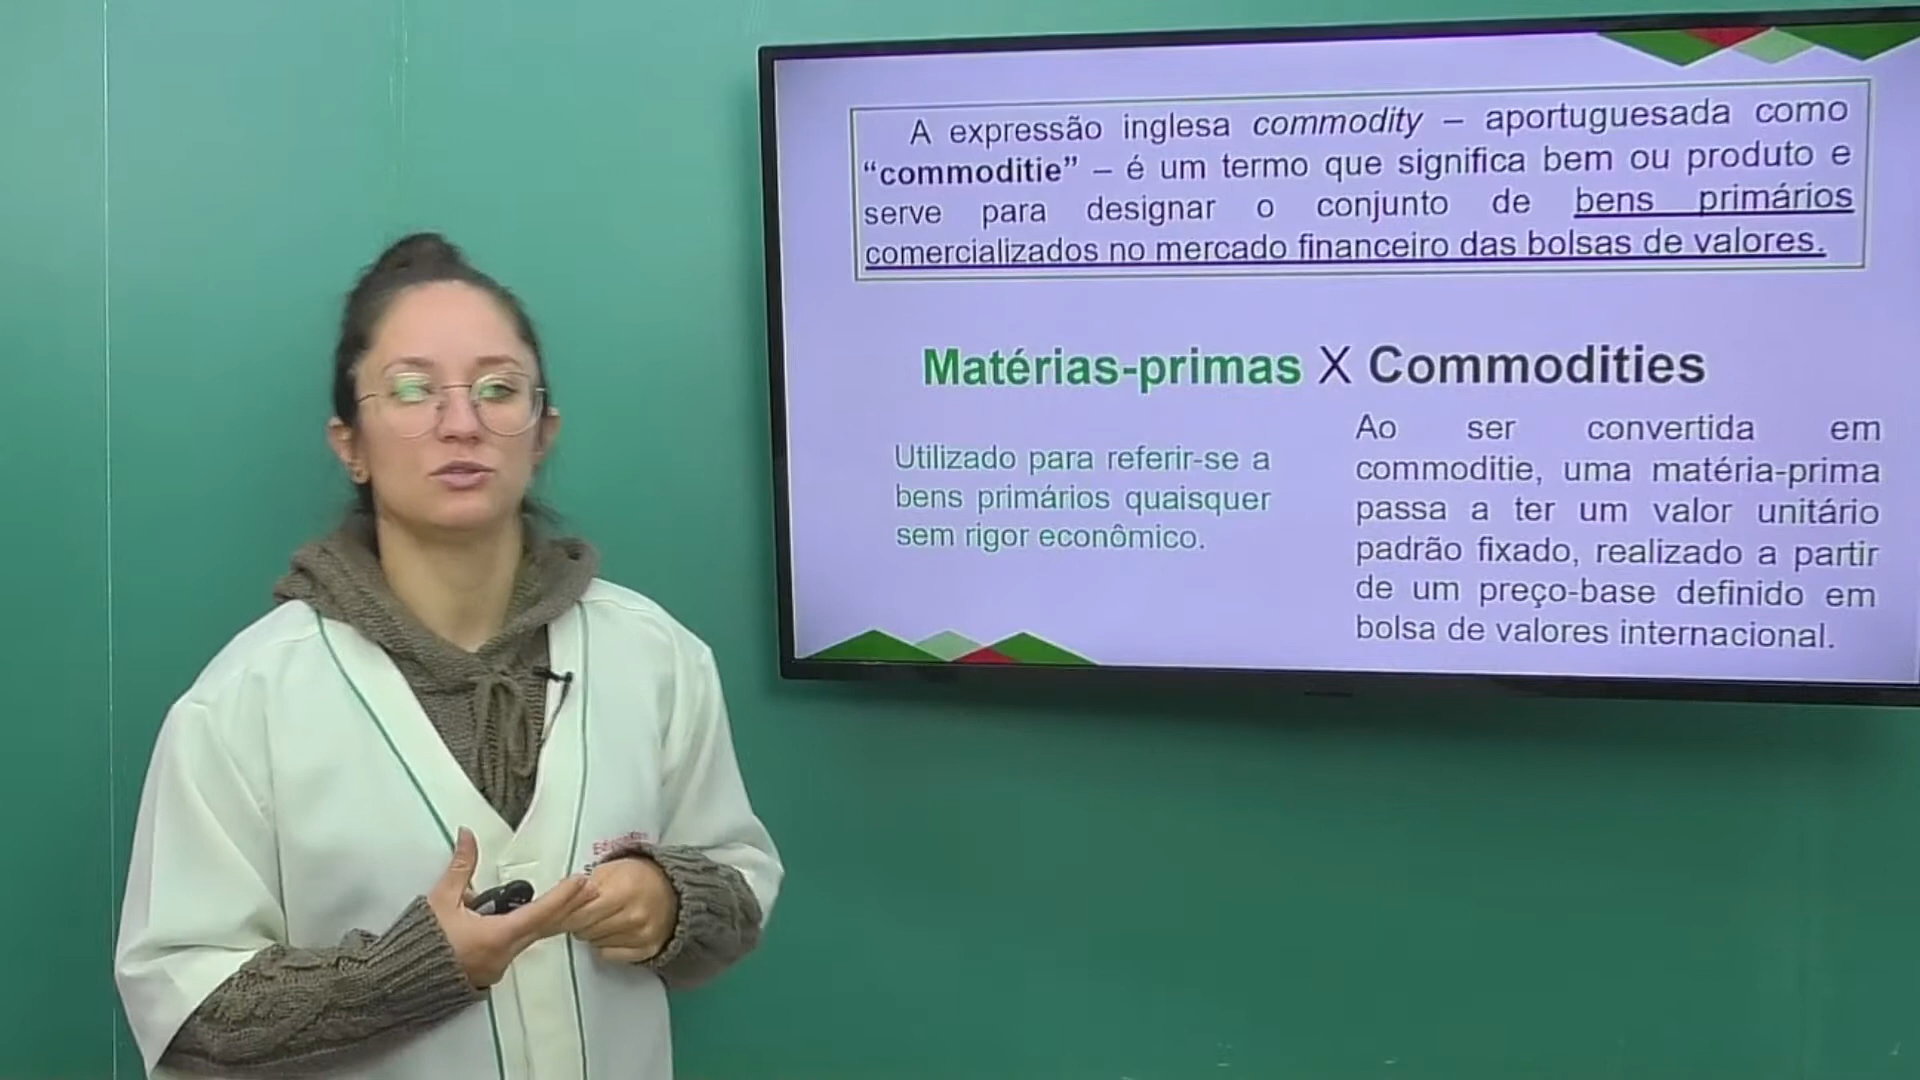 A expressão inglesa commodity – aportuguesada como
“commoditie” – é um termo que significa bem ou produto e
serve para designar o conjunto de bens primários
comercializados no mercado financeiro das bolsas de valores.
Matérias-primas X Commodities
Utilizado para referir-se a
bens primários quaisquer
sem rigor econômico.
Ao ser convertida em
commoditie, uma matéria-prima
passa a ter um valor unitário
padrão fixado, realizado a partir
de um preço-base definido em
bolsa de valores internacional.